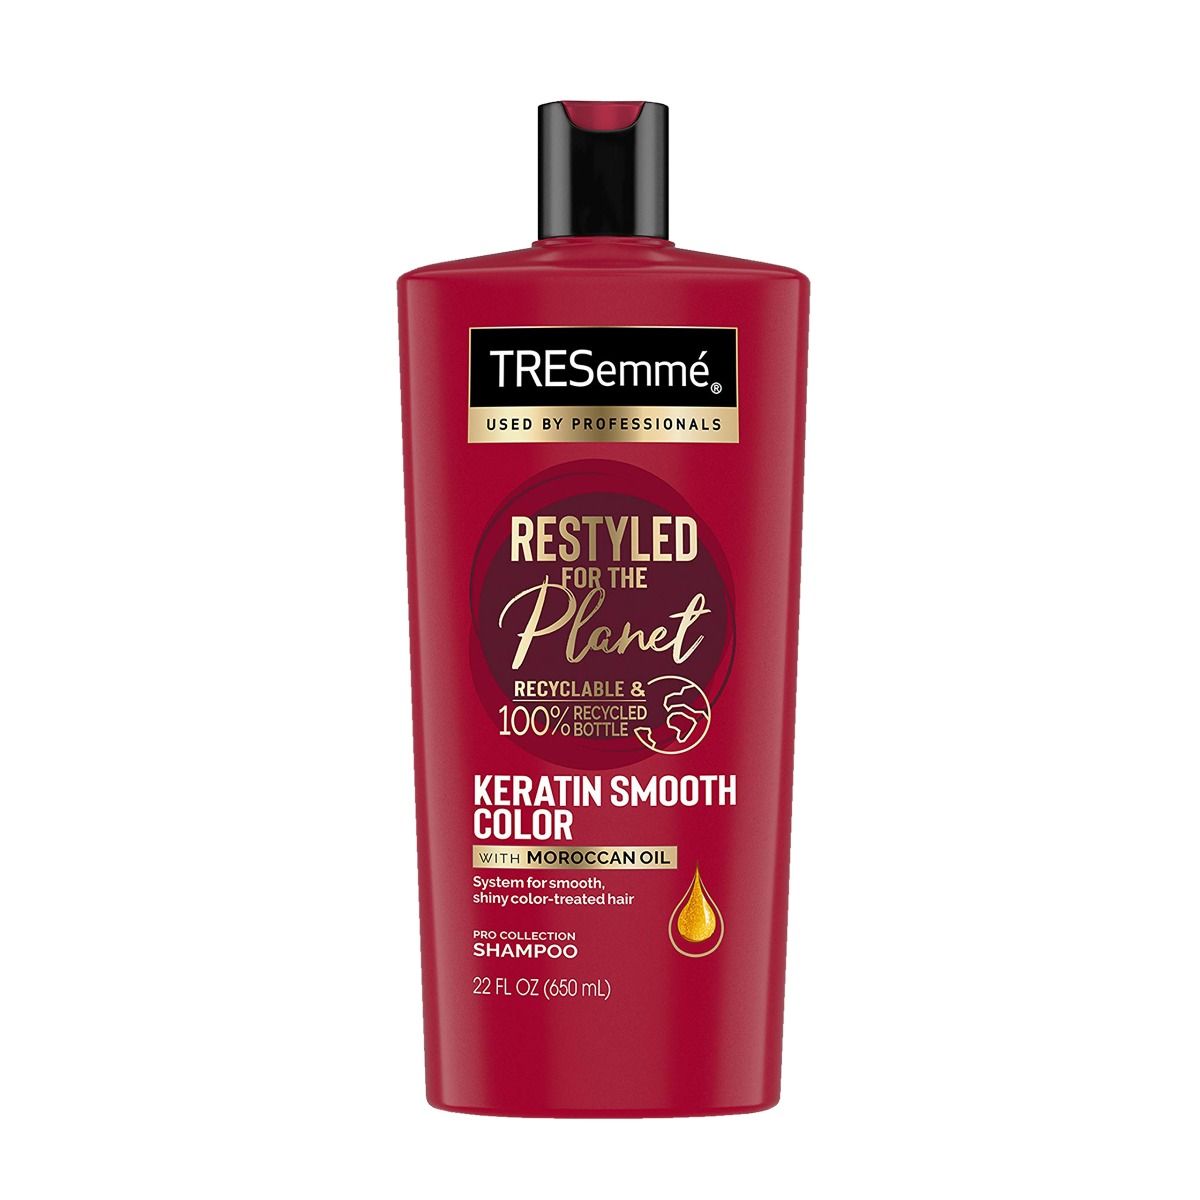 TRESemmé®
USED BY PROFESSIONALS
RESTYLED
FOR THE
Planet
RECYCLABLE &
100% RECYCLED
BOTTLE
KERATIN SMOOTH
COLOR
WITH MOROCCAN OIL
System for smooth,
shiny color-treated hair
PRO COLLECTION
SHAMPOO
22 FL OZ (650 mL)